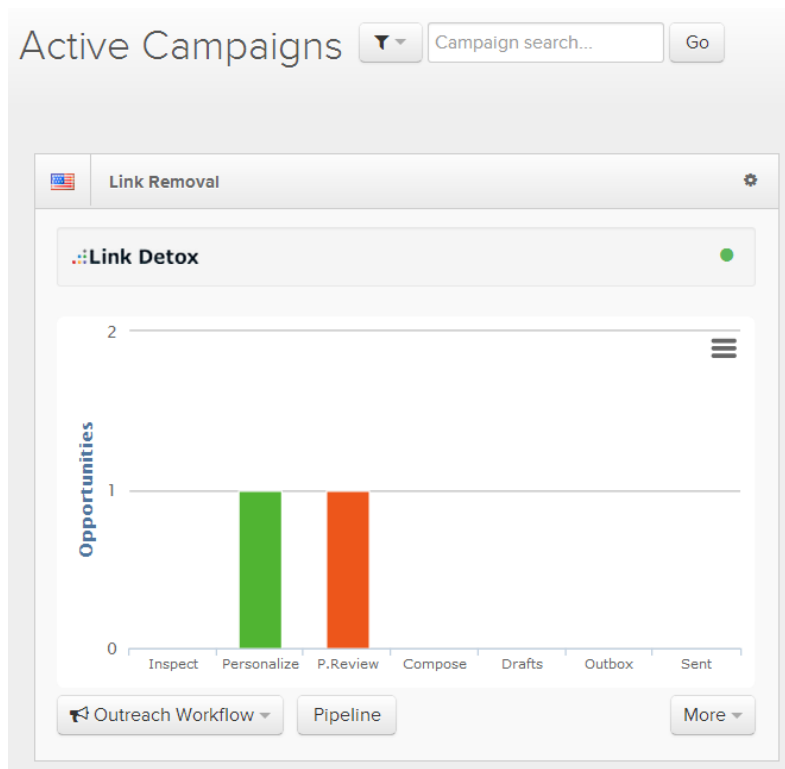 Active Campaigns Campaign search... Go
Link Removal
Link Detox
2
Opportunities
1
0
Inspect Personalize P.Review Compose Drafts Outbox Sent
Outreach Workflow Pipeline More